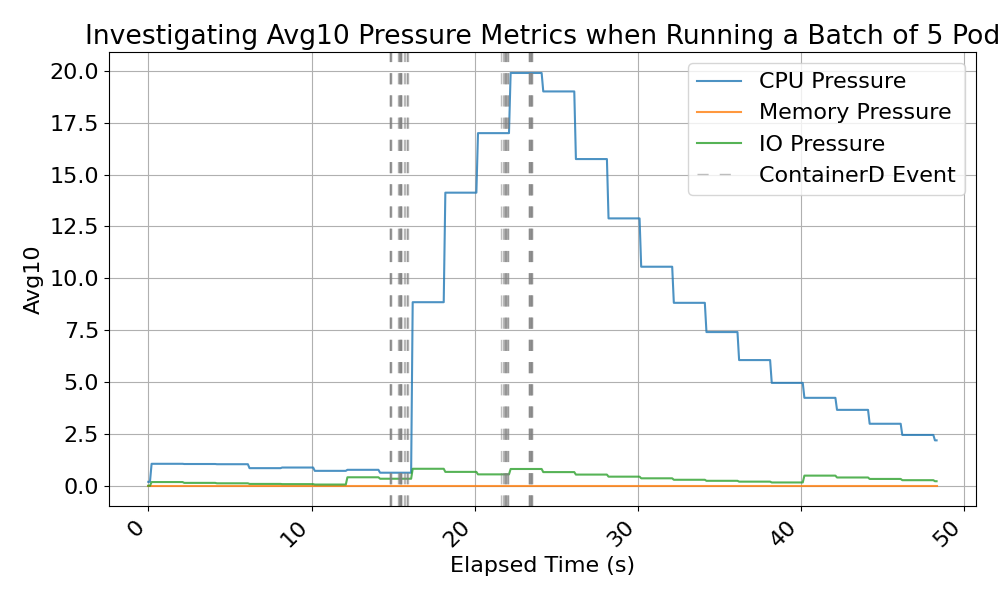 Investigating Avg10 Pressure Metrics when Running a Batch of 5 Pod
20.0
17.5
15.0
12.5
10.0
7.5
5.0
2.5
0.0
Avg10
CPU Pressure
Memory Pressure
IO Pressure
ContainerD Event
0
10
20
30
40
50
Elapsed Time (s)